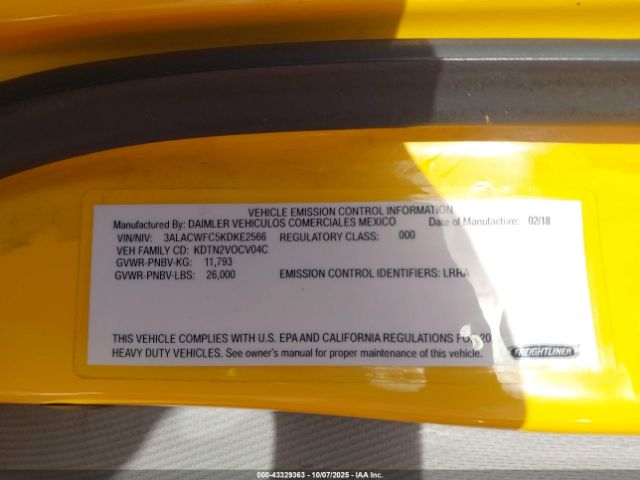 VEHICLE EMISSION CONTROL INFORMATION
Manufactured By: DAIMLER VEHICULOS COMERCIALES MEXICO Date of Manufacture: 02/18
VIN/NIV: 3ALACWFC5KDKE2566 REGULATORY CLASS: 000
VEH FAMILY CD: KDTN2VOCV04C
GVWR-PNBV-KG: 11,793
GVWR-PNBV-LBS: 26,000 EMISSION CONTROL IDENTIFIERS: LRRA
THIS VEHICLE COMPLIES WITH U.S. EPA AND CALIFORNIA REGULATIONS FOR 20
HEAVY DUTY VEHICLES. See owner's manual for proper maintenance of this vehicle.
FREIGHTLINER
000-43329363 - 10/07/2025 - IAA Inc.